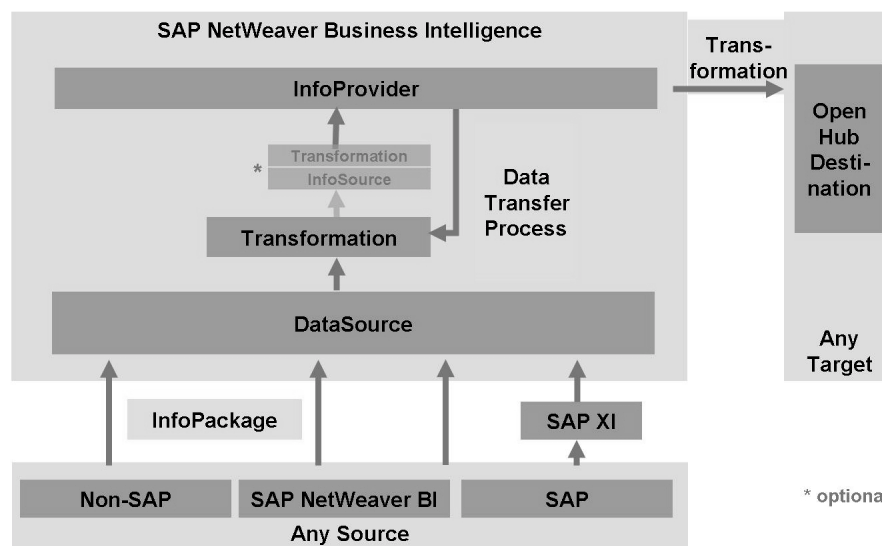 SAP NetWeaver Business Intelligence
Trans-
formation
InfoProvider
Open
Hub
Desti-
nation
Transformation
*
InfoSource
Data
Transfer
Process
Transformation
DataSource
Any
Target
InfoPackage
SAP XI
Non-SAP
SAP NetWeaver BI
SAP
* optiona
Any Source